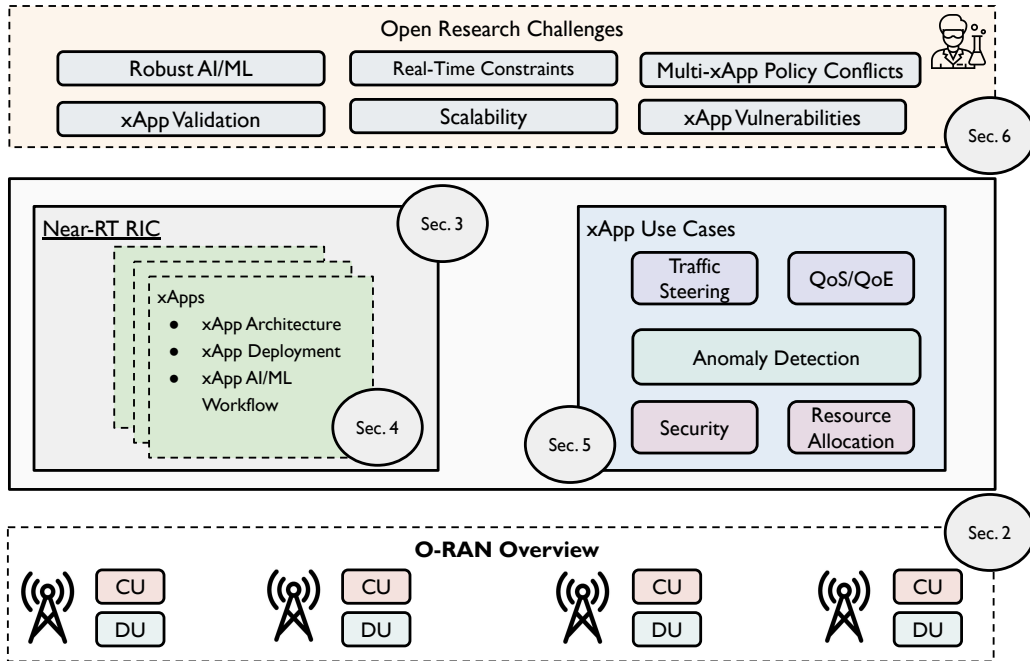 Open Research Challenges
Robust AI/ML
Real-Time Constraints
Multi-xApp Policy Conflicts
xApp Validation
Scalability
xApp Vulnerabilities
Sec. 6
Near-RT RIC
Sec. 3
xApps
● xApp Architecture
● xApp Deployment
● xApp AI/ML
Workflow
Sec. 4
xApp Use Cases
Traffic
Steering
QoS/QoE
Anomaly Detection
Security
Resource
Allocation
Sec. 5
Sec. 2
O-RAN Overview
CU
DU
CU
DU
CU
DU
CU
DU